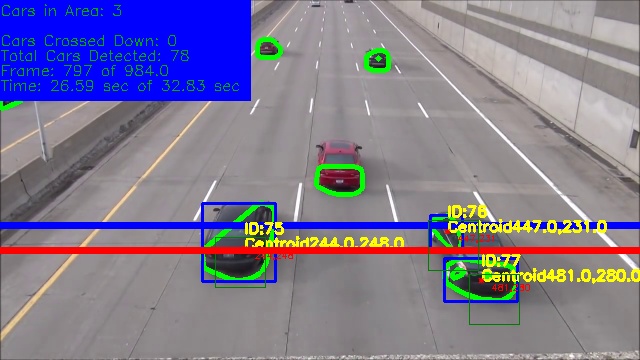 Cars in Area: 3
Cars Crossed Down: 0
Total Cars Detected: 78
Frame: 797 of 984.0
Time: 26.59 sec of 32.83 sec
ID:78
Centroid447.0,231.0
ID:75
Centroid244.0,248.0
ID:77
Centroid481.0,280.0